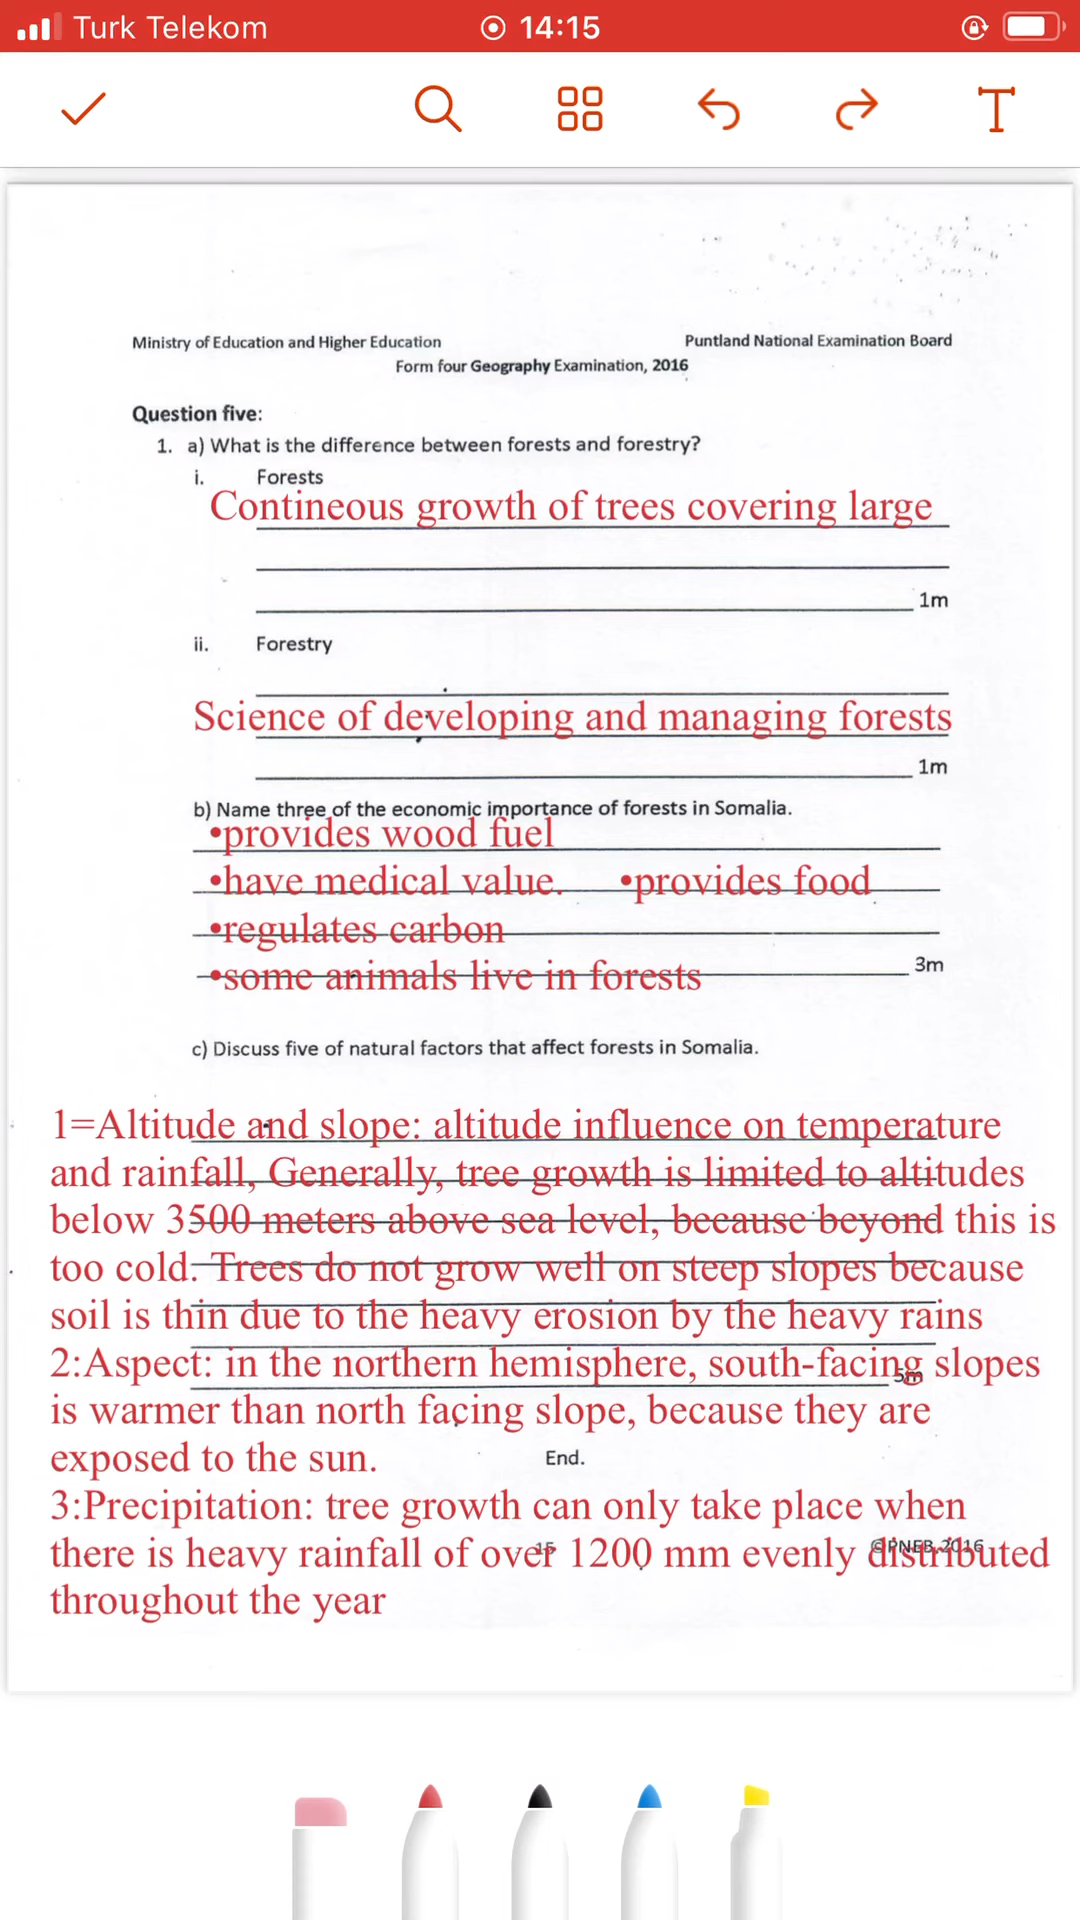 Turk Telekom 14:15
T
Ministry of Education and Higher Education Puntland National Examination Board
Form four Geography Examination, 2016
Question five:
1. a) What is the difference between forests and forestry?
i. Forests
Contineous growth of trees covering large
1m
ii. Forestry
Science of developing and managing forests
1m
b) Name three of the economic importance of forests in Somalia.
•provides wood fuel
•have medical value. •provides food
•regulates carbon
•some animals live in forests
3m
c) Discuss five of natural factors that affect forests in Somalia.
1=Altitude and slope: altitude influence on temperature
and rainfall, Generally, tree growth is limited to altitudes
below 3500 meters above sea level, because beyond this is
too cold. Trees do not grow well on steep slopes because
soil is thin due to the heavy erosion by the heavy rains
2:Aspect: in the northern hemisphere, south-facing slopes
5m
is warmer than north facing slope, because they are
exposed to the sun.
End.
3:Precipitation: tree growth can only take place when
there is heavy rainfall of over 1200 mm evenly distributed
15 ©PNEB,2016
throughout the year